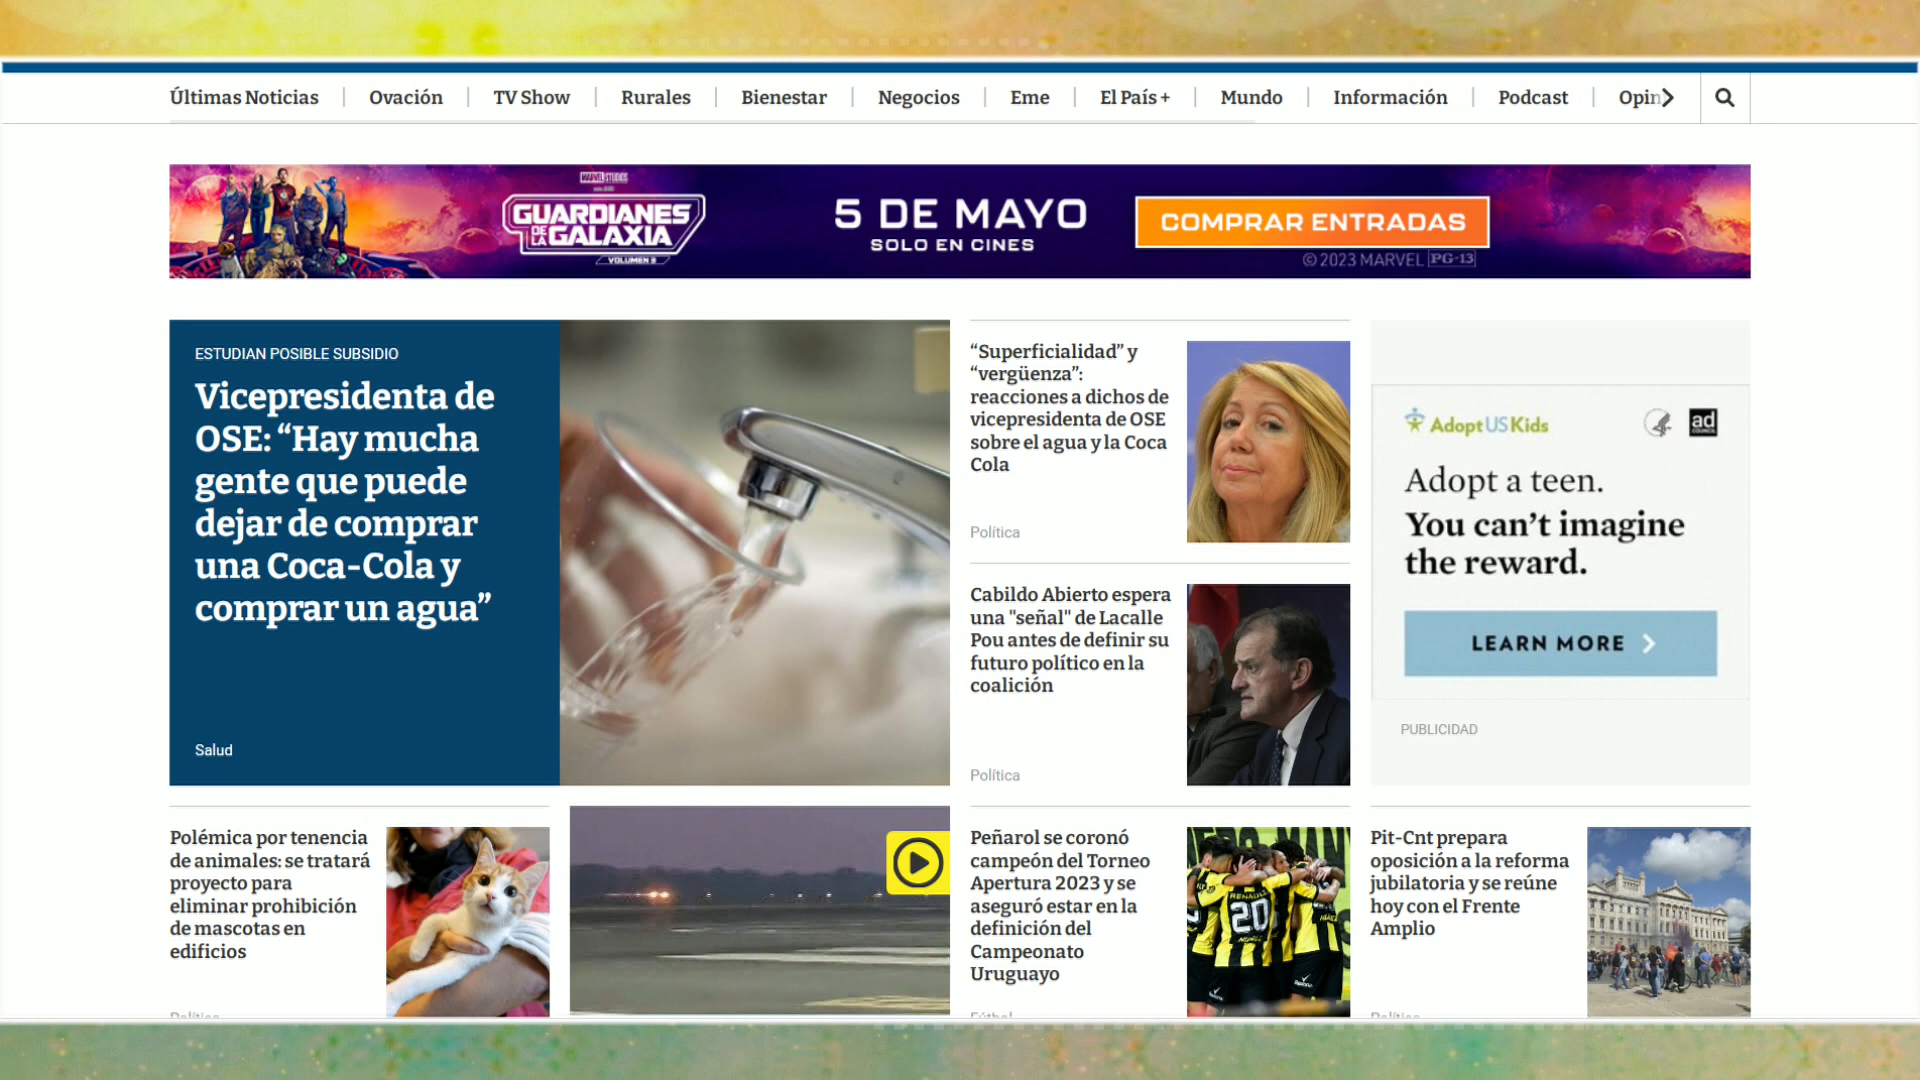 Últimas Noticias
Ovación
TV Show
Rurales
Bienestar
Negocios
Eme
El País +
Mundo
Información
Podcast
Opin
MARVEL STUDIOS
GUARDIANES
DE LA GALAXIA
VOLUMEN 3
5 DE MAYO
SOLO EN CINES
COMPRAR ENTRADAS
© 2023 MARVEL PG-13
ESTUDIAN POSIBLE SUBSIDIO
Vicepresidenta de
OSE: “Hay mucha
gente que puede
dejar de comprar
una Coca-Cola y
comprar un agua”
Salud
“Superficialidad” y
“vergüenza”:
reacciones a dichos de
vicepresidenta de OSE
sobre el agua y la Coca
Cola
Política
Cabildo Abierto espera
una "señal" de Lacalle
Pou antes de definir su
futuro político en la
coalición
Política
AdoptUSKids
ad
COUNCIL
Adopt a teen.
You can’t imagine
the reward.
LEARN MORE
PUBLICIDAD
Polémica por tenencia
de animales: se tratará
proyecto para
eliminar prohibición
de mascotas en
edificios
Política
Peñarol se coronó
campeón del Torneo
Apertura 2023 y se
aseguró estar en la
definición del
Campeonato
Uruguayo
Fútbol
RENAULT
20
Pit-Cnt prepara
oposición a la reforma
jubilatoria y se reúne
hoy con el Frente
Amplio
Política